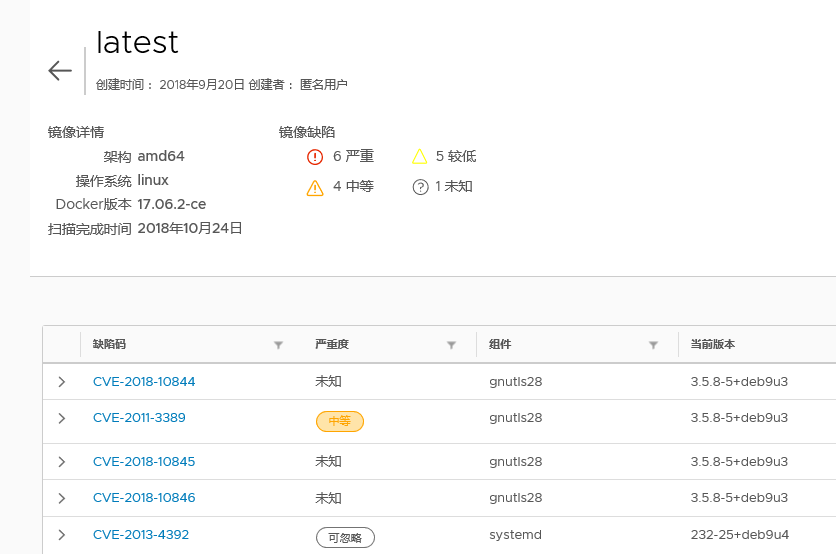 latest
创建时间： 2018年9月20日 创建者： 匿名用户
镜像详情
架构 amd64
操作系统 linux
Docker版本 17.06.2-ce
扫描完成时间 2018年10月24日
镜像缺陷
6 严重
5 较低
4 中等
1 未知
缺陷码 严重度 组件 当前版本
CVE-2018-10844 未知 gnutls28 3.5.8-5+deb9u3
CVE-2011-3389 中等 gnutls28 3.5.8-5+deb9u3
CVE-2018-10845 未知 gnutls28 3.5.8-5+deb9u3
CVE-2018-10846 未知 gnutls28 3.5.8-5+deb9u3
CVE-2013-4392 可忽略 systemd 232-25+deb9u4